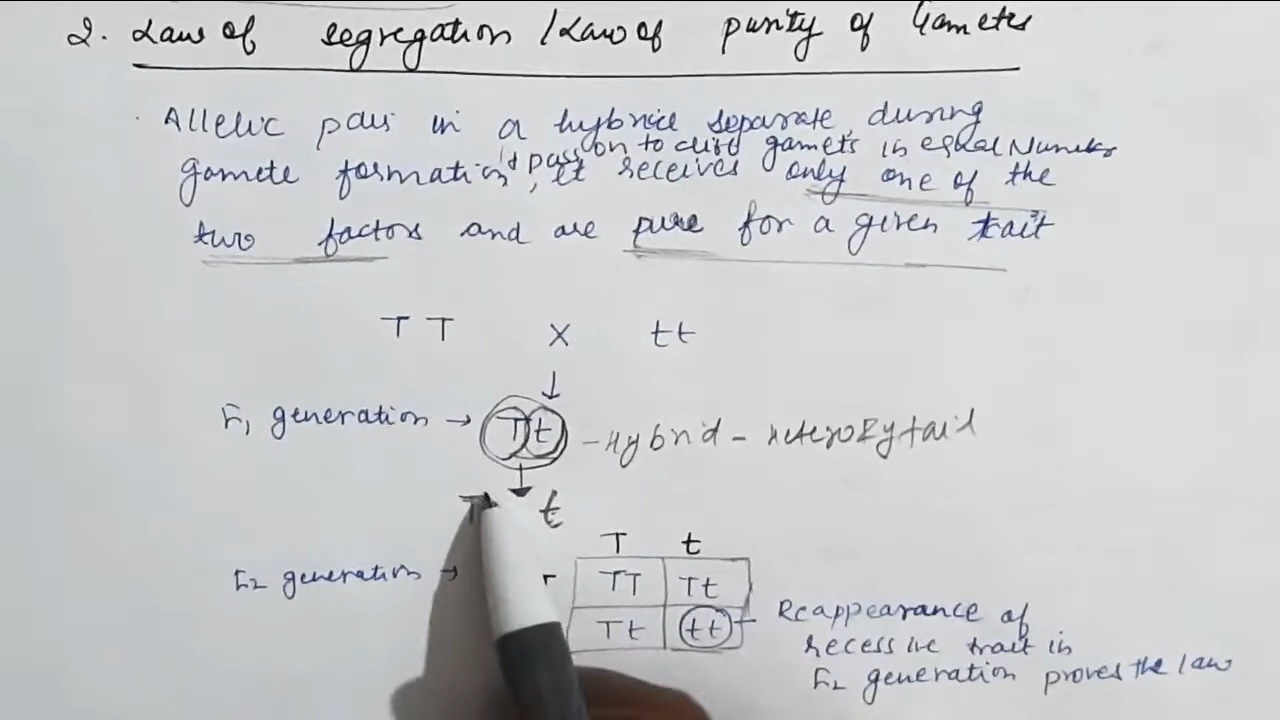 2. Law of segregation / Law of purity of Gametes
Allelic pair in a hybrid separate during
gamete formation, it receives only one of the
pass on to diff gamets in equal Number
two factors and are pure for a given trait
T T X tt
F1 generation → Tt - Hybrid -
T t
T t
F2 generation →
TT Tt
Tt tt
Reappearance of
recessive trait in
F2 generation proves the law